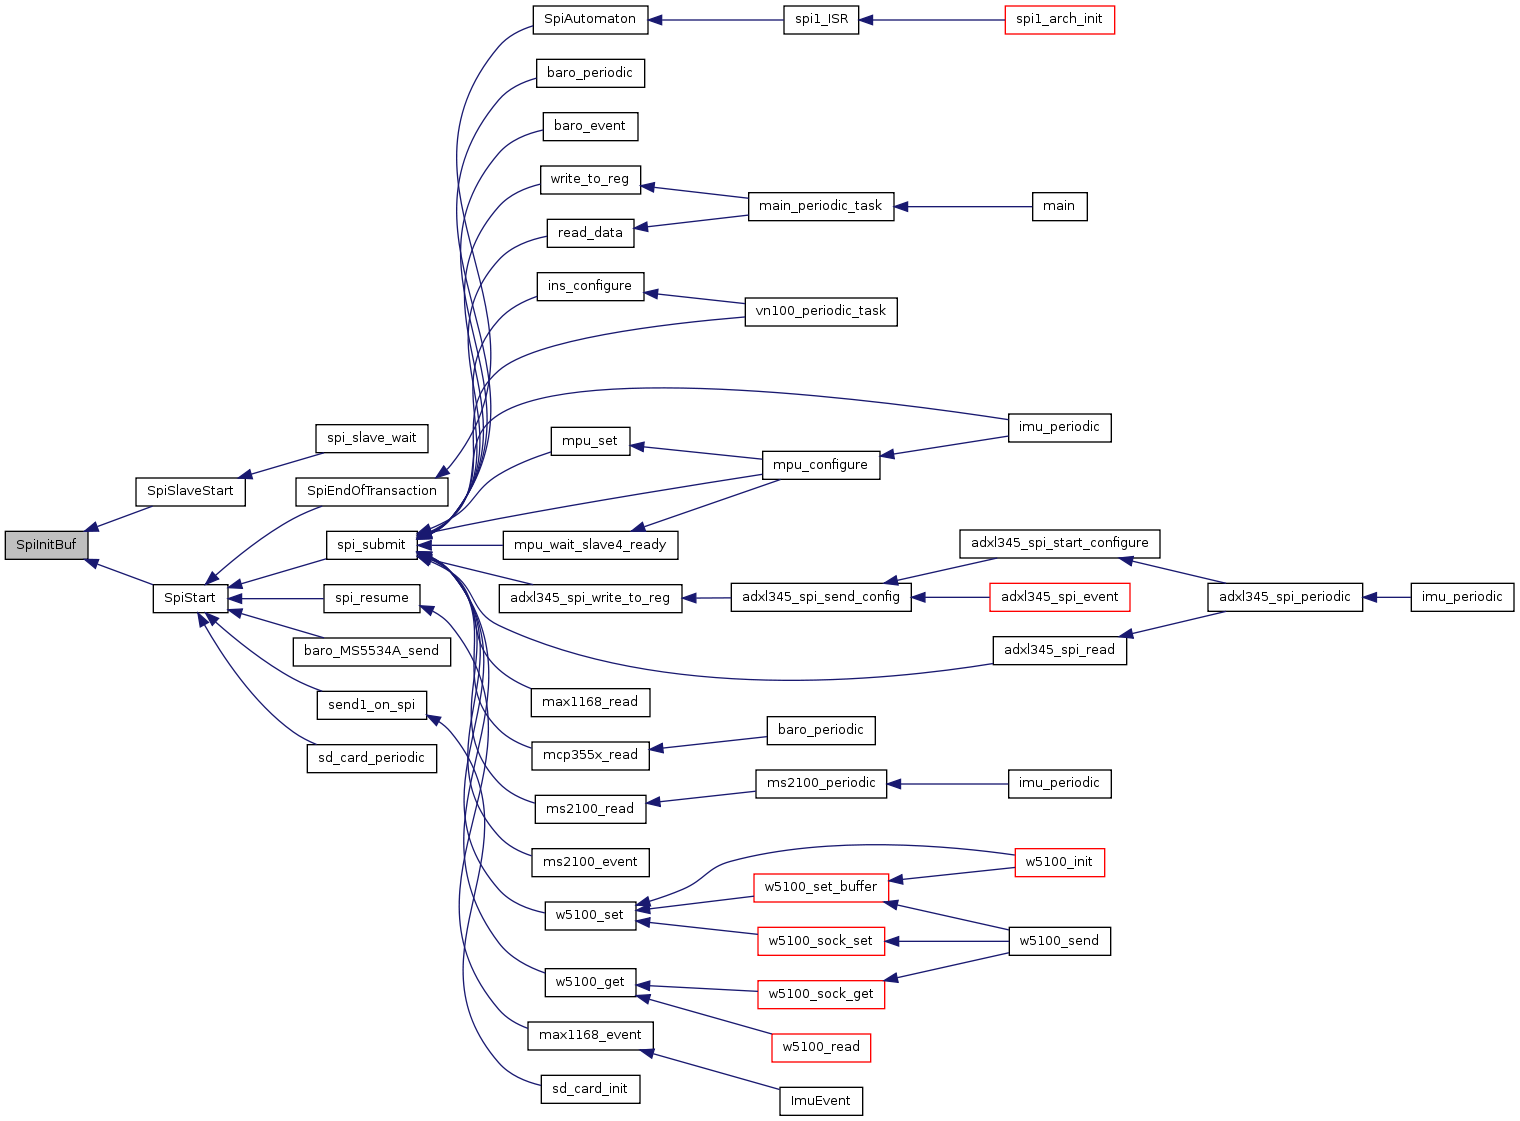 SpiAutomaton
spi1_ISR
spi1_arch_init
baro_periodic
baro_event
write_to_reg
main_periodic_task
main
read_data
ins_configure
vn100_periodic_task
imu_periodic
spi_slave_wait
mpu_set
mpu_configure
SpiSlaveStart
SpiEndOfTransaction
SpiInitBuf
spi_submit
mpu_wait_slave4_ready
adxl345_spi_start_configure
SpiStart
spi_resume
adxl345_spi_write_to_reg
adxl345_spi_send_config
adxl345_spi_event
adxl345_spi_periodic
imu_periodic
baro_MS5534A_send
adxl345_spi_read
send1_on_spi
max1168_read
sd_card_periodic
mcp355x_read
baro_periodic
ms2100_read
ms2100_periodic
imu_periodic
ms2100_event
w5100_init
w5100_set
w5100_set_buffer
w5100_sock_set
w5100_send
w5100_get
w5100_sock_get
max1168_event
w5100_read
sd_card_init
ImuEvent